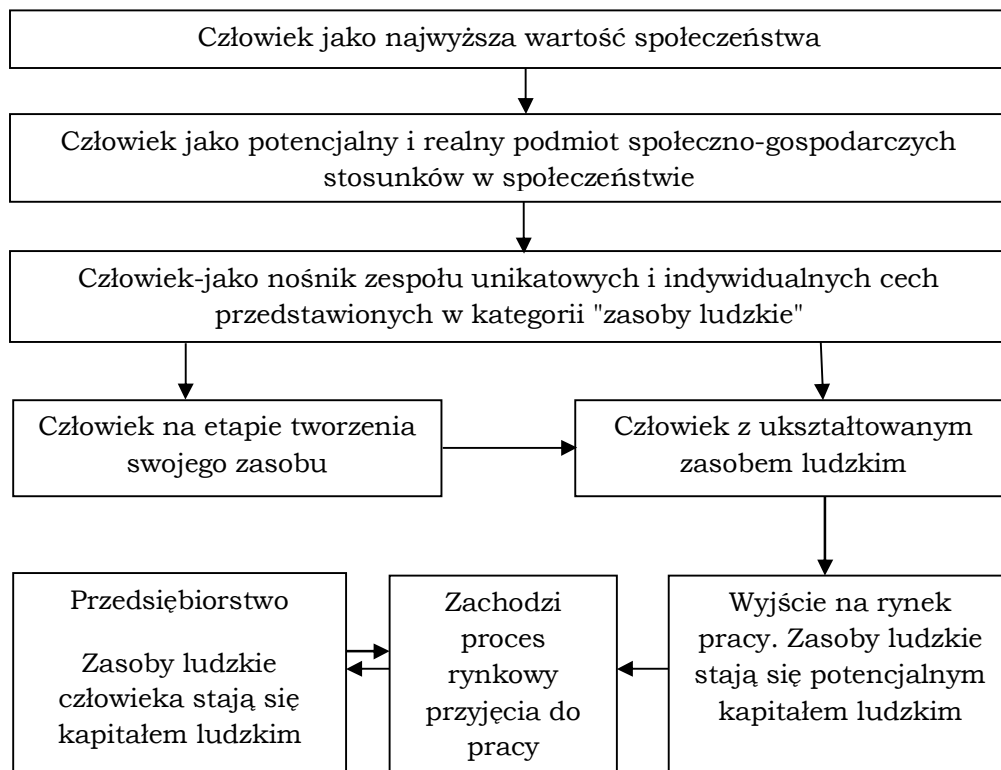 Człowiek jako najwyższa wartość społeczeństwa
Człowiek jako potencjalny i realny podmiot społeczno-gospodarczych
stosunków w społeczeństwie
Człowiek-jako nośnik zespołu unikatowych i indywidualnych cech
przedstawionych w kategorii "zasoby ludzkie"
Człowiek na etapie tworzenia
swojego zasobu
Człowiek z ukształtowanym
zasobem ludzkim
Przedsiębiorstwo
Zasoby ludzkie
człowieka stają się
kapitałem ludzkim
Zachodzi
proces
rynkowy
przyjęcia do
pracy
Wyjście na rynek
pracy. Zasoby ludzkie
stają się potencjalnym
kapitałem ludzkim